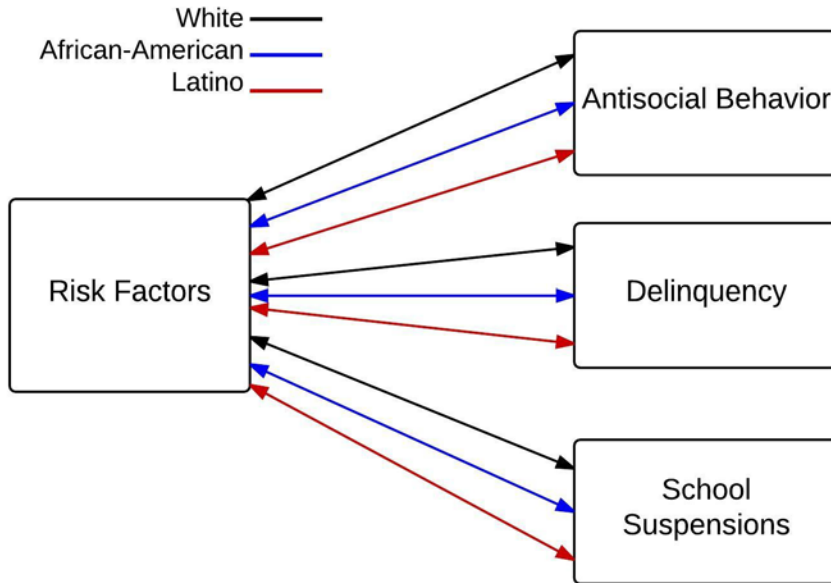 White
African-American
Latino
Antisocial Behavior
Risk Factors
Delinquency
School
Suspensions